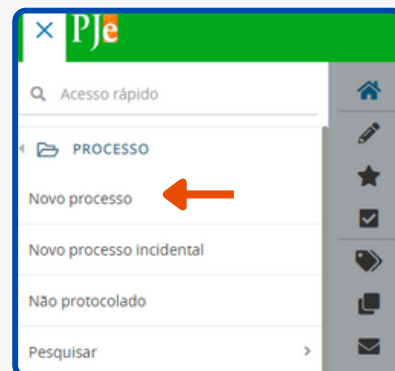 PJe
Acesso rápido
PROCESSO
Novo processo
Novo processo incidental
Não protocolado
Pesquisar